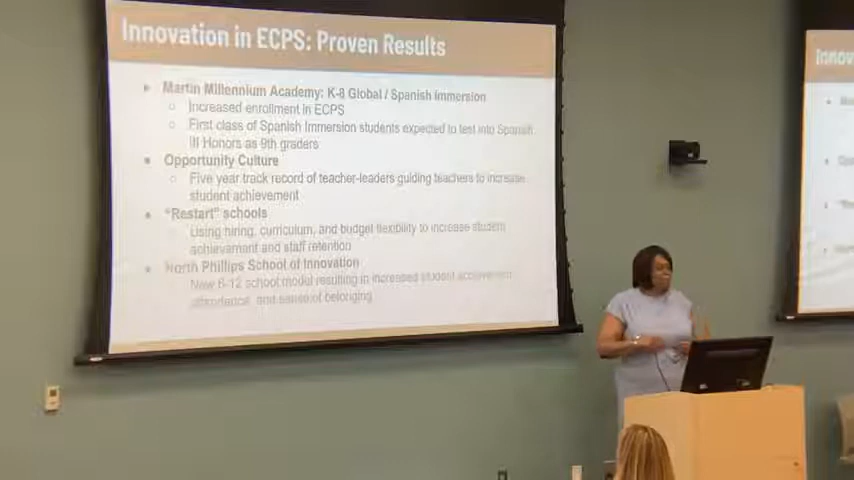 Innovation in ECPS: Proven Results
Martin Millennium Academy: K-8 Global / Spanish Immersion
Increased enrollment in ECPS
First class of Spanish Immersion students expected to test into Spanish
III Honors as 9th graders
Opportunity Culture
Five year track record of teacher-leaders guiding teachers to increase
student achievement
"Restart" schools
Using hiring, curriculum, and budget flexibility to increase student
achievement and staff retention
North Phillips School of Innovation
New 6-12 school model resulting in increased student achievement,
attendance, and sense of belonging
Innov